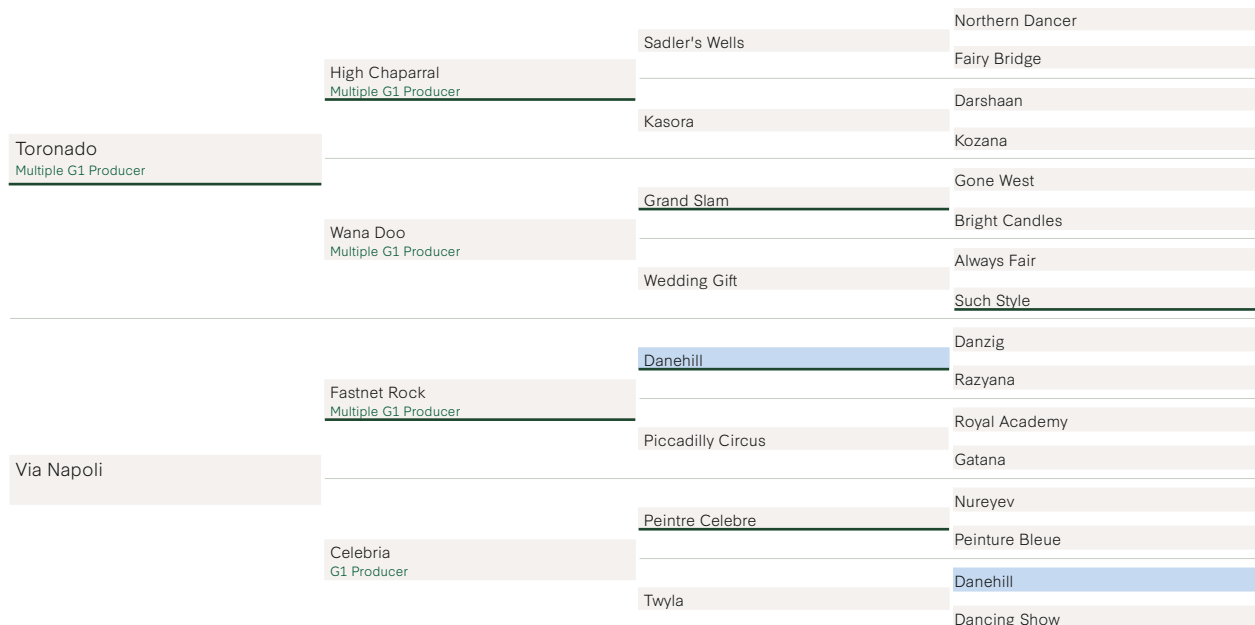 Toronado
Multiple G1 Producer
High Chaparral
Multiple G1 Producer
Sadler's Wells
Northern Dancer
Fairy Bridge
Kasora
Darshaan
Kozana
Wana Doo
Multiple G1 Producer
Grand Slam
Gone West
Bright Candles
Wedding Gift
Always Fair
Such Style
Via Napoli
Fastnet Rock
Multiple G1 Producer
Danehill
Danzig
Razyana
Piccadilly Circus
Royal Academy
Gatana
Celebria
G1 Producer
Peintre Celebre
Nureyev
Peinture Bleue
Twyla
Danehill
Dancing Show